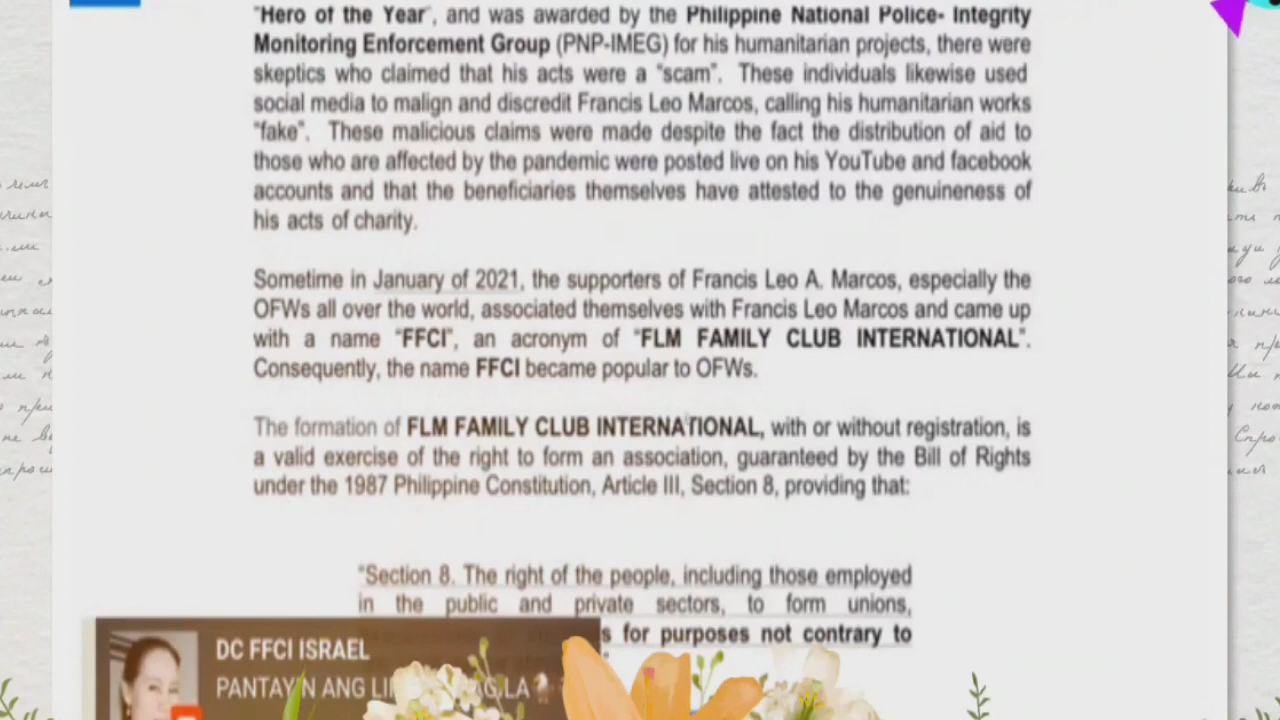 "Hero of the Year", and was awarded by the Philippine National Police- Integrity
Monitoring Enforcement Group (PNP-IMEG) for his humanitarian projects, there were
skeptics who claimed that his acts were a "scam". These individuals likewise used
social media to malign and discredit Francis Leo Marcos, calling his humanitarian works
"fake". These malicious claims were made despite the fact the distribution of aid to
those who are affected by the pandemic were posted live on his YouTube and facebook
accounts and that the beneficiaries themselves have attested to the genuineness of
his acts of charity.
Sometime in January of 2021, the supporters of Francis Leo A. Marcos, especially the
OFWs all over the world, associated themselves with Francis Leo Marcos and came up
with a name "FFCI", an acronym of "FLM FAMILY CLUB INTERNATIONAL".
Consequently, the name FFCI became popular to OFWs.
The formation of FLM FAMILY CLUB INTERNATIONAL, with or without registration, is
a valid exercise of the right to form an association, guaranteed by the Bill of Rights
under the 1987 Philippine Constitution, Article III, Section 8, providing that:
"Section 8. The right of the people, including those employed
in the public and private sectors, to form unions,
for purposes not contrary to
DC FFCI ISRAEL
ANG